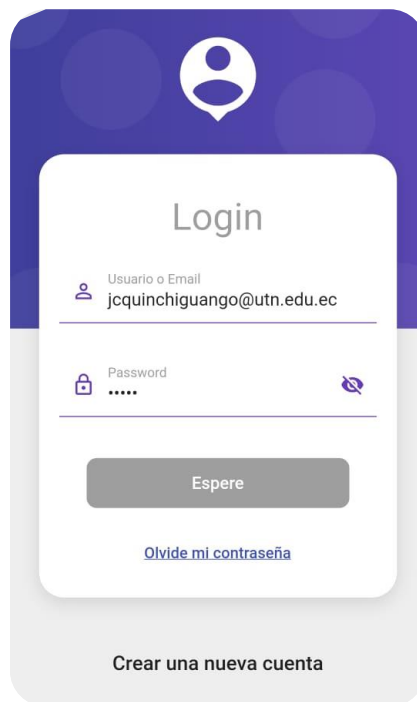 Login
Usuario o Email
jcquinchiguango@utn.edu.ec
Password
•••••
Espere
Olvide mi contraseña
Crear una nueva cuenta